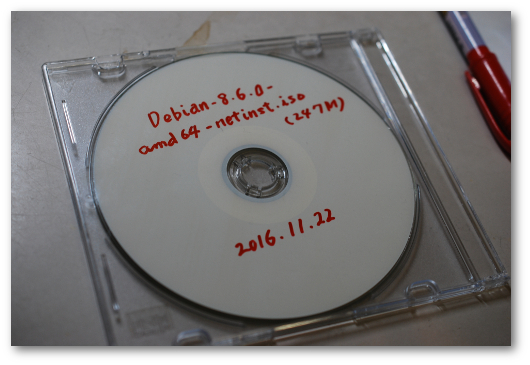 Debian-8.6.0-
amd64-netinst.iso
(247M)
2016.11.22